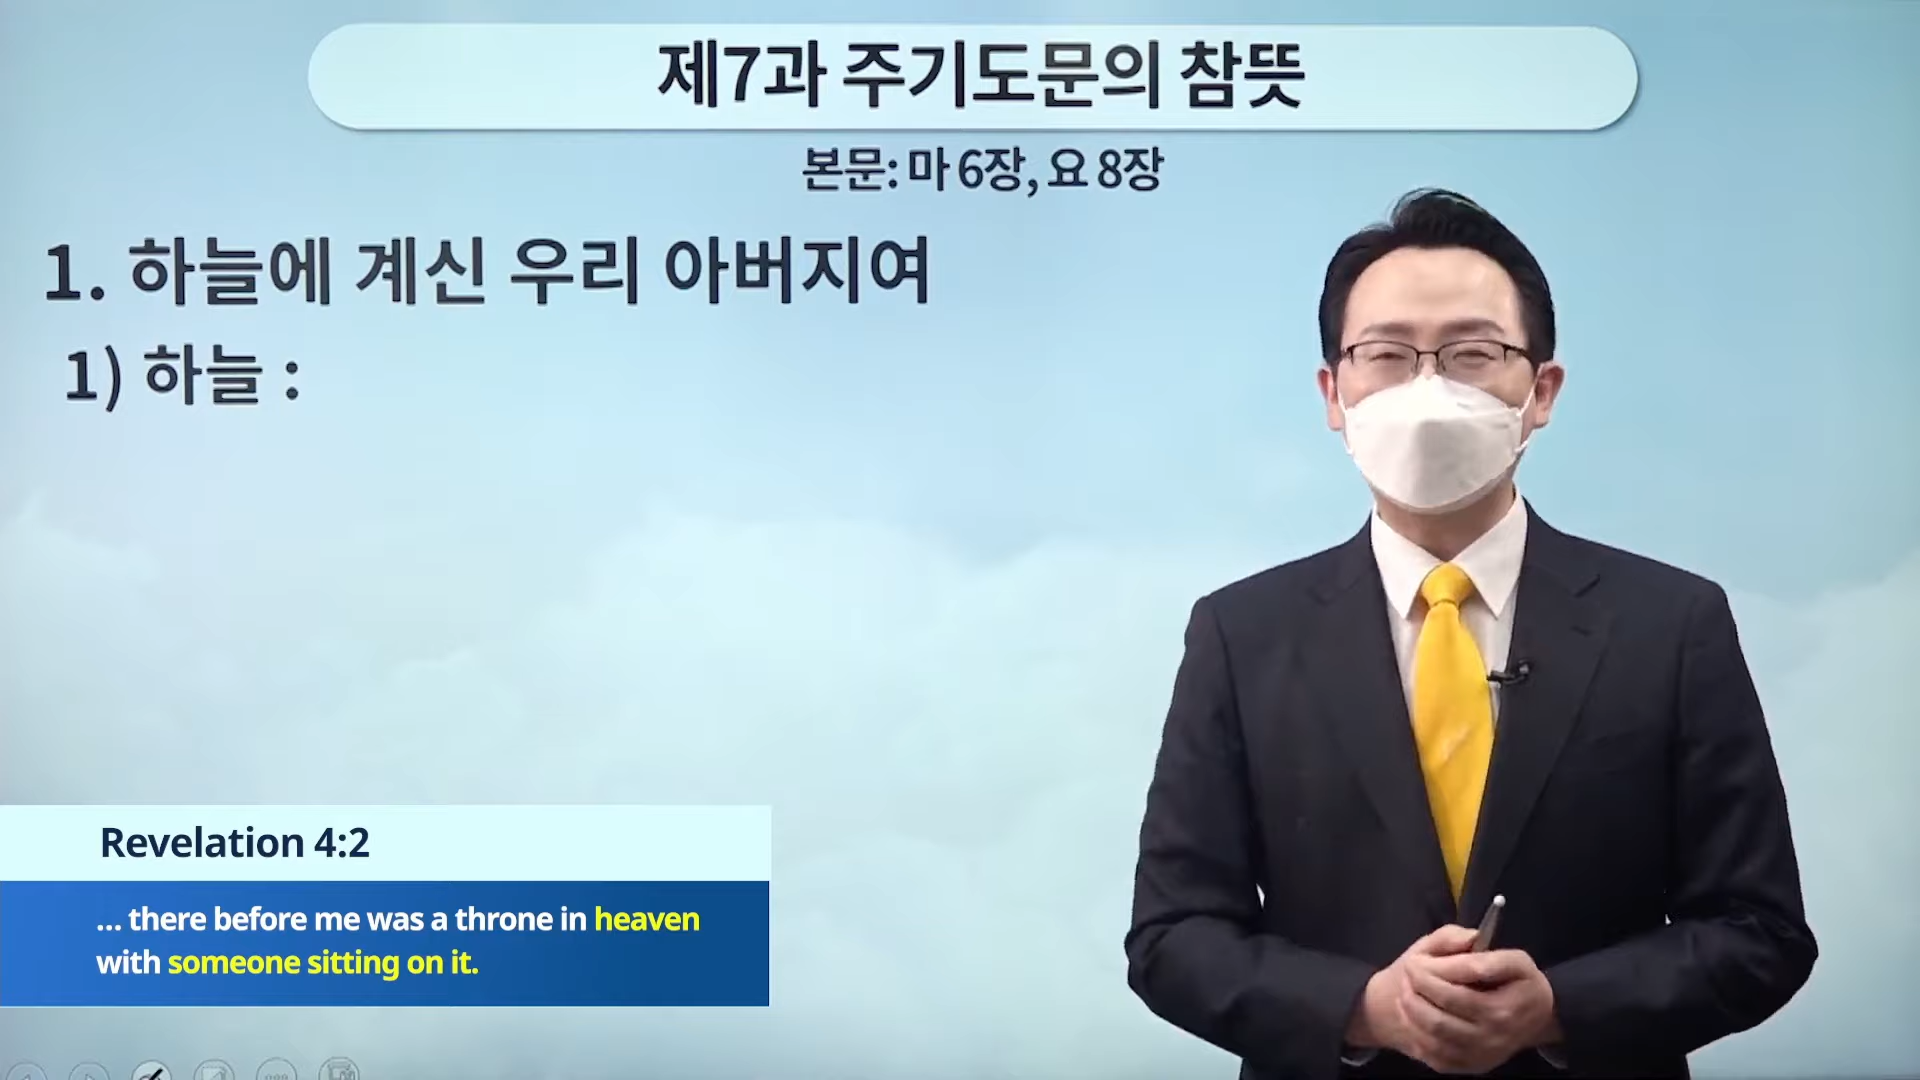 제7과 주기도문의 참뜻
본문: 마 6장, 요 8장
1. 하늘에 계신 우리 아버지여
1) 하늘 :
Revelation 4:2
... there before me was a throne in heaven
with someone sitting on it.